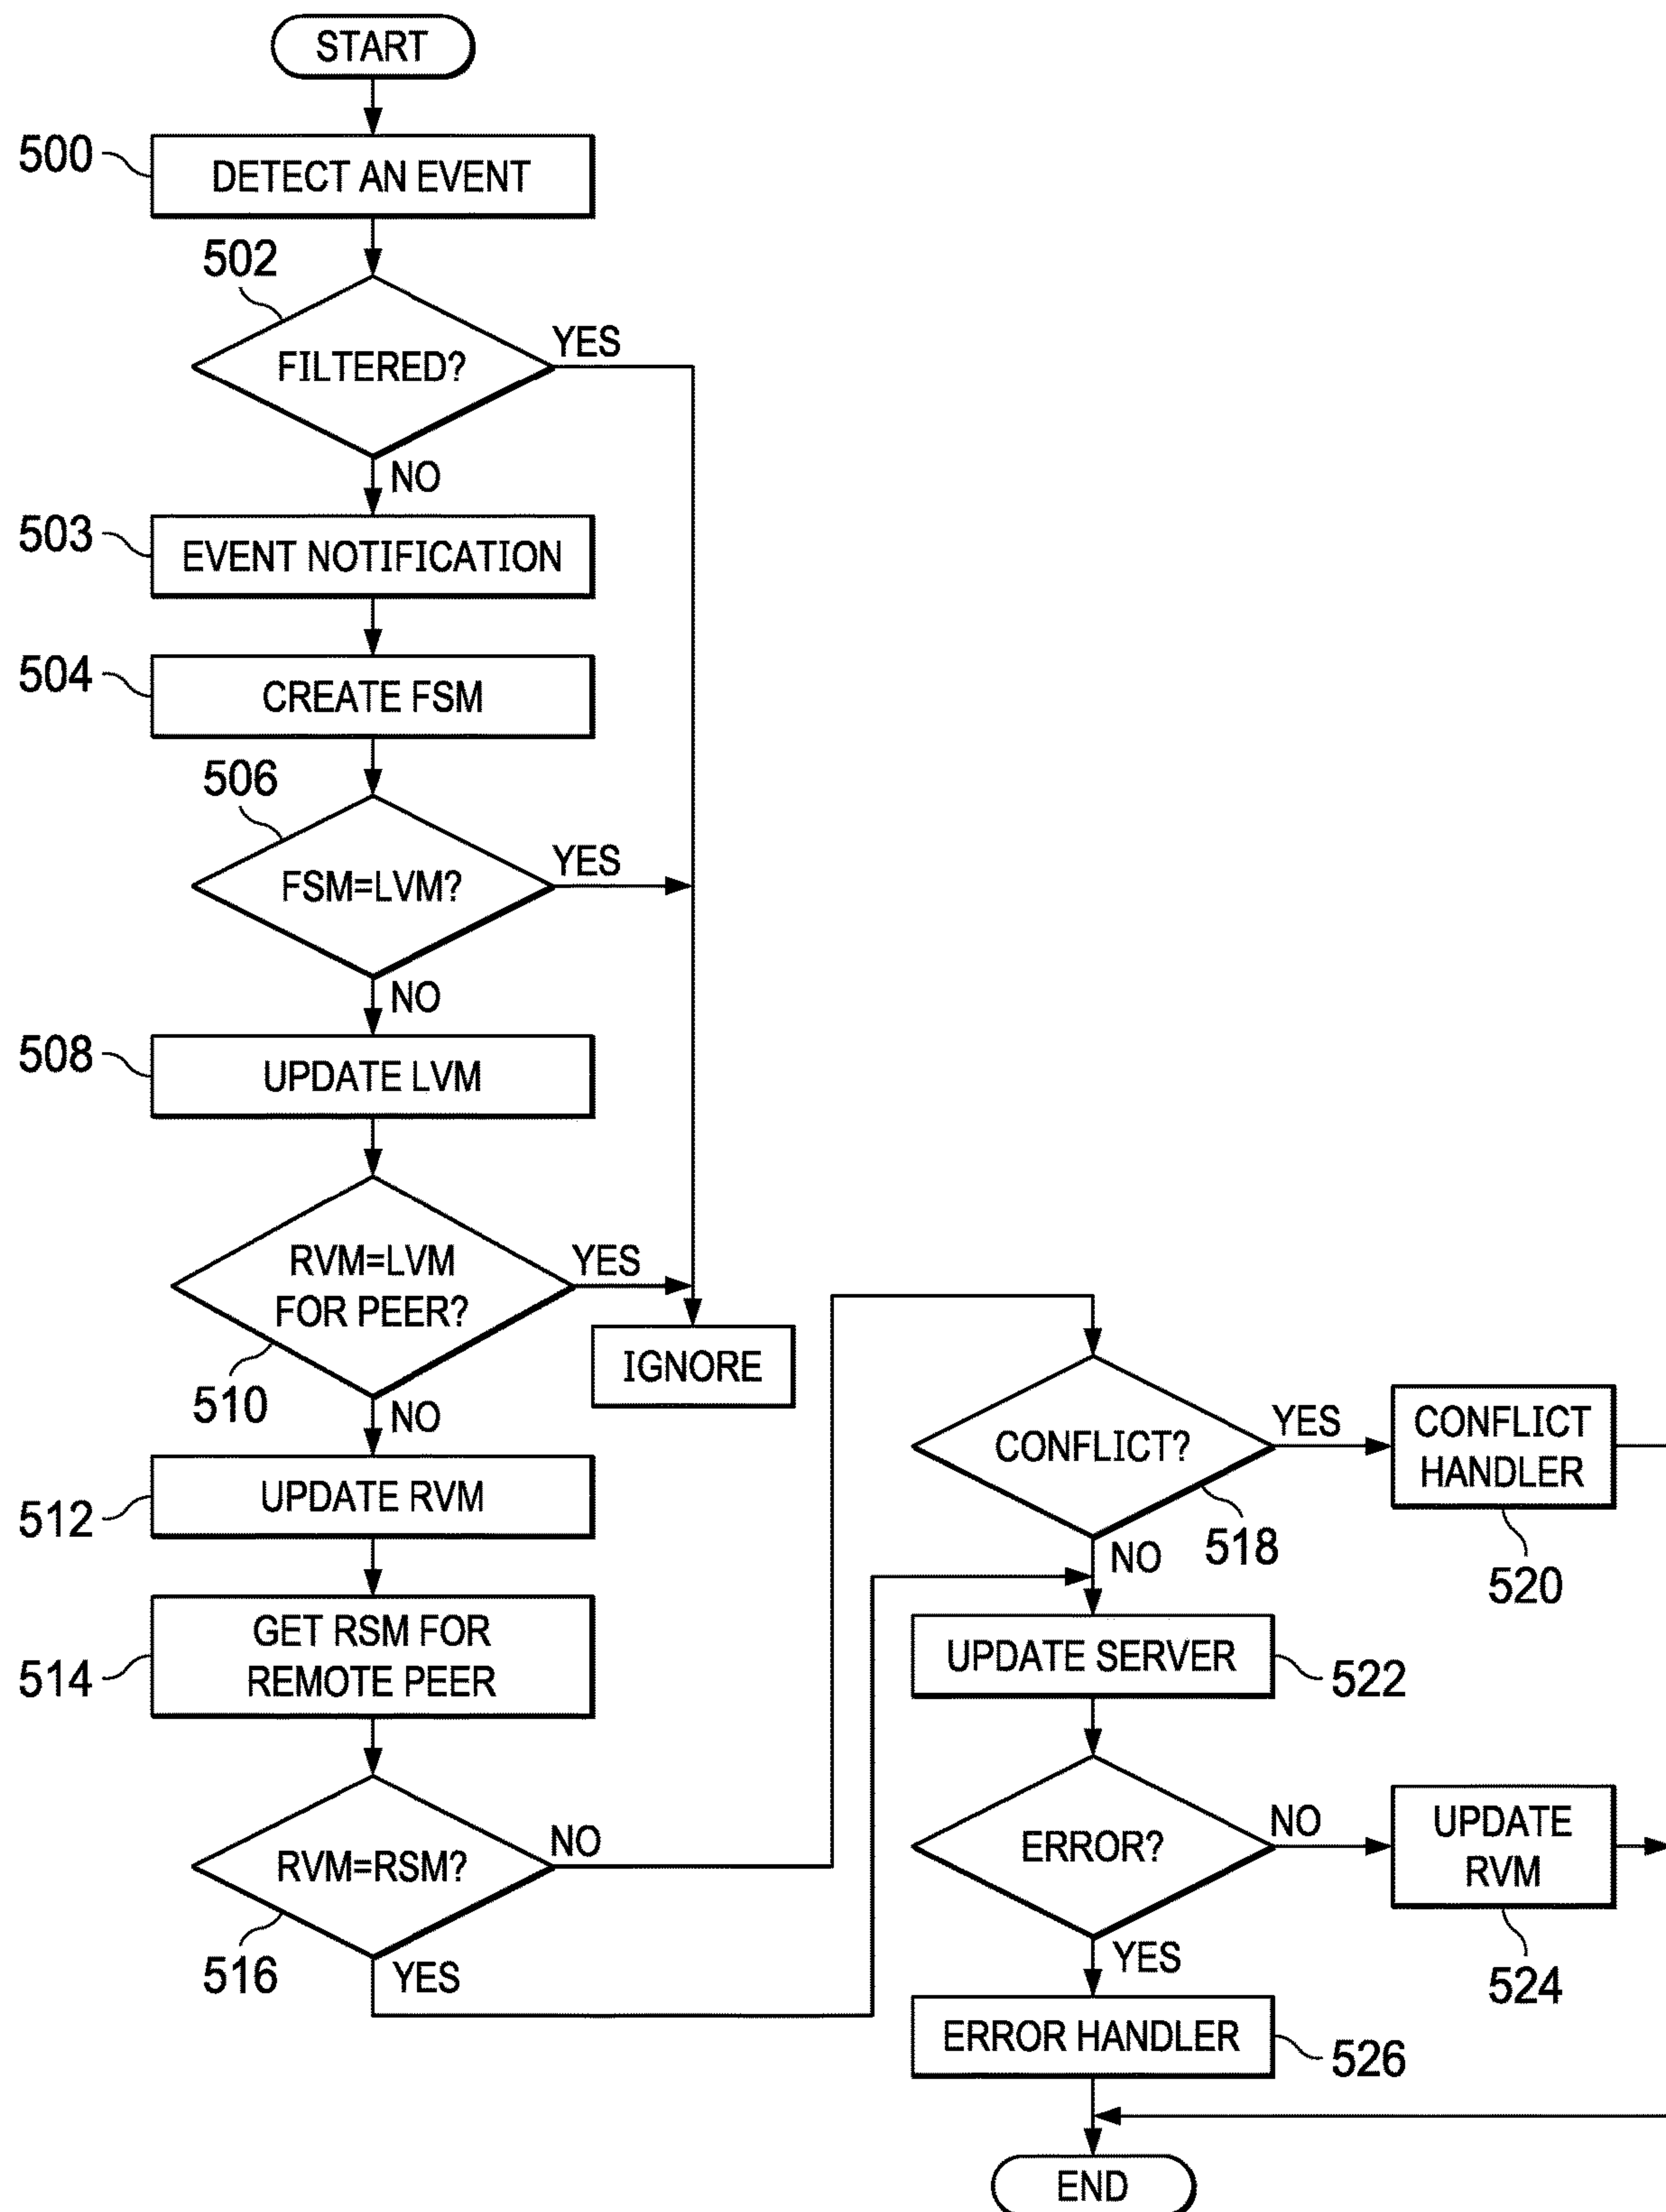 START
500
DETECT AN EVENT
502
FILTERED?
YES
NO
503
EVENT NOTIFICATION
504
CREATE FSM
506
FSM=LVM?
YES
NO
508
UPDATE LVM
RVM=LVM
FOR PEER?
YES
510
NO
IGNORE
512
UPDATE RVM
514
GET RSM FOR
REMOTE PEER
RVM=RSM?
NO
516
YES
CONFLICT?
YES
518
NO
CONFLICT
HANDLER
520
UPDATE SERVER
522
ERROR?
NO
YES
UPDATE
RVM
524
ERROR HANDLER
526
END